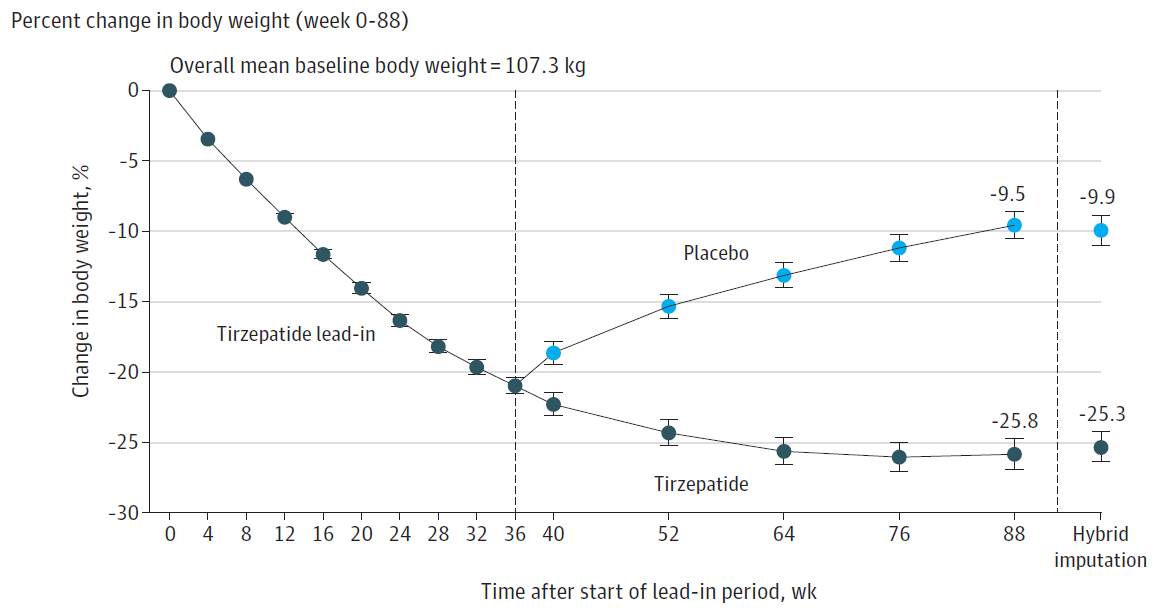 Percent change in body weight (week 0-88)
Overall mean baseline body weight = 107.3 kg
0
-5
-10
-15
-20
-25
-30
Change in body weight, %
Tirzepatide lead-in
Placebo
Tirzepatide
-9.5
-9.9
-25.8
-25.3
0 4 8 12 16 20 24 28 32 36 40 52 64 76 88 Hybrid
imputation
Time after start of lead-in period, wk